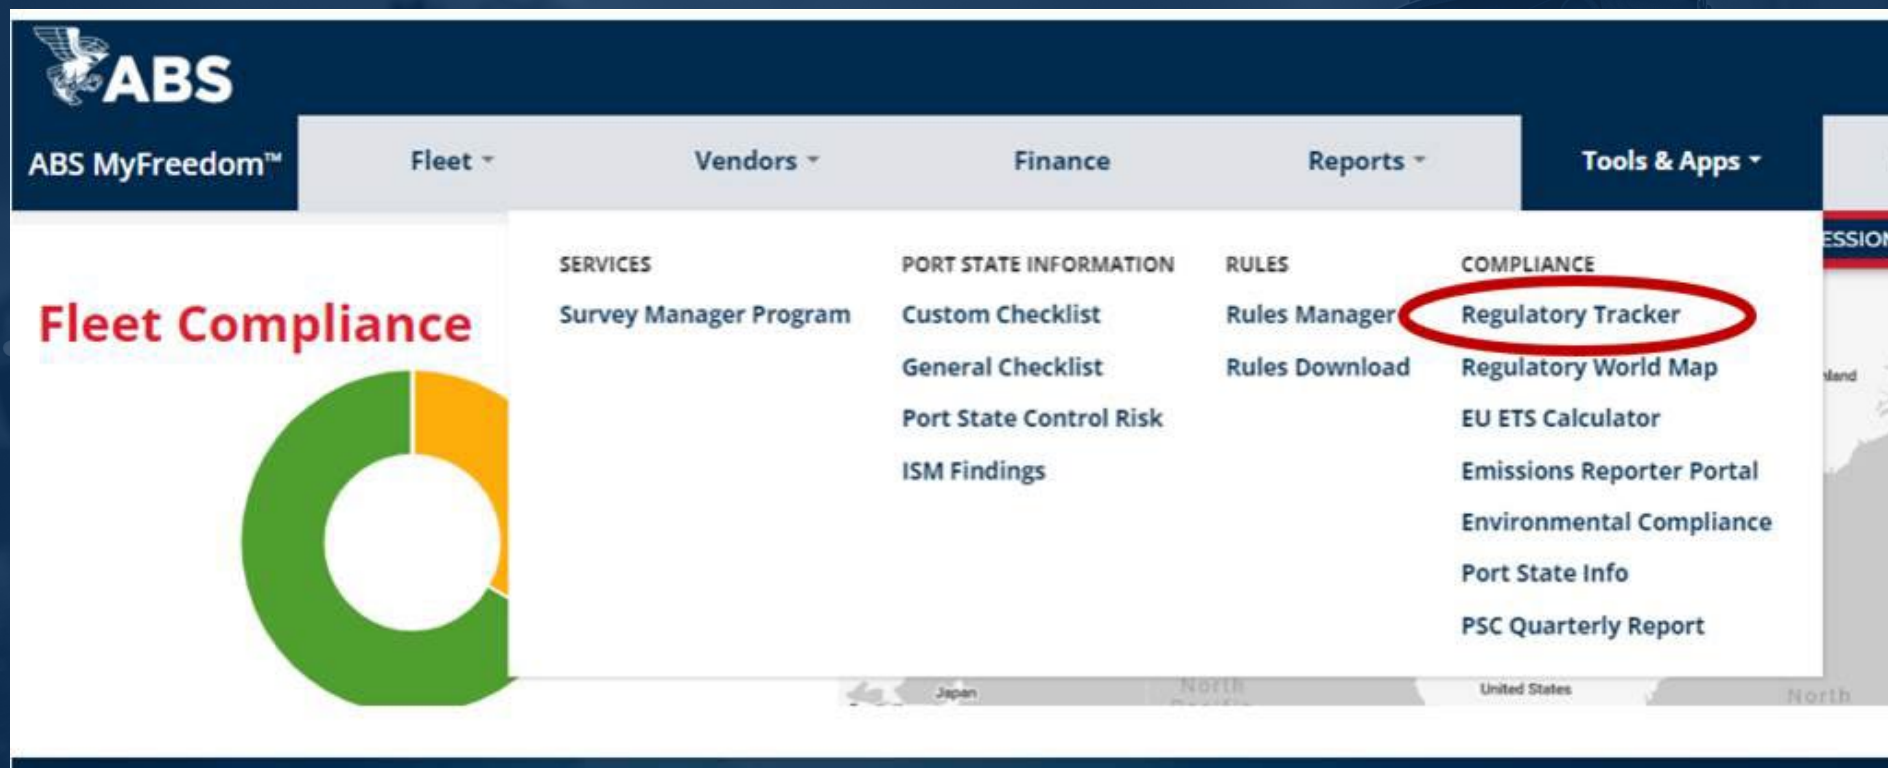 ABS
ABS MyFreedom™
Fleet
Vendors
Finance
Reports
Tools & Apps
SERVICES
Survey Manager Program
PORT STATE INFORMATION
Custom Checklist
General Checklist
Port State Control Risk
ISM Findings
RULES
Rules Manager
Rules Download
COMPLIANCE
Regulatory Tracker
Regulatory World Map
EU ETS Calculator
Emissions Reporter Portal
Environmental Compliance
Port State Info
PSC Quarterly Report
Fleet Compliance
Japan
North
United States
North